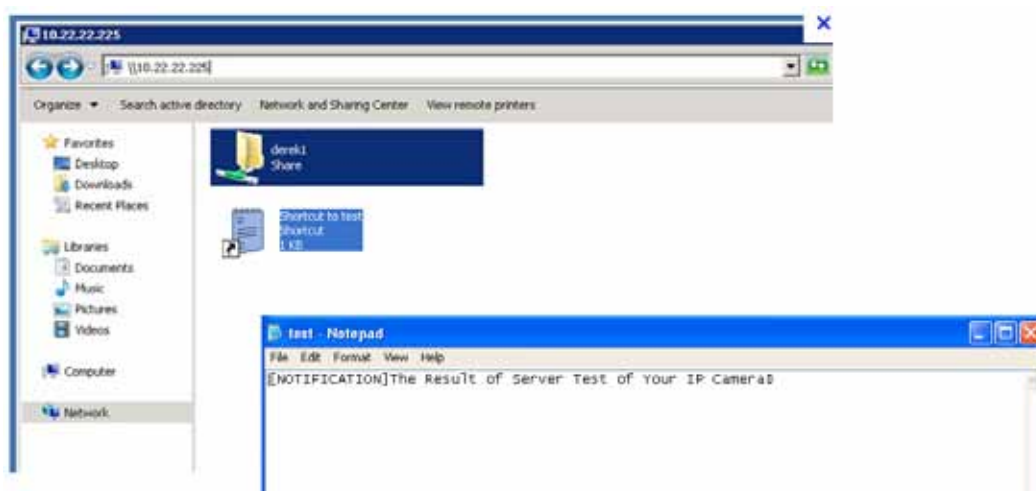 10.22.22.225
\\10.22.22.225
Organize Search active directory Network and Sharing Center View remote printers
Favorites
Desktop
Downloads
Recent Places
Libraries
Documents
Music
Pictures
Videos
Computer
Network
derek1
Share
Shortcut to test
Shortcut
1 KB
test - Notepad
File Edit Format View Help
[NOTIFICATION]The Result of Server Test of Your IP Camera